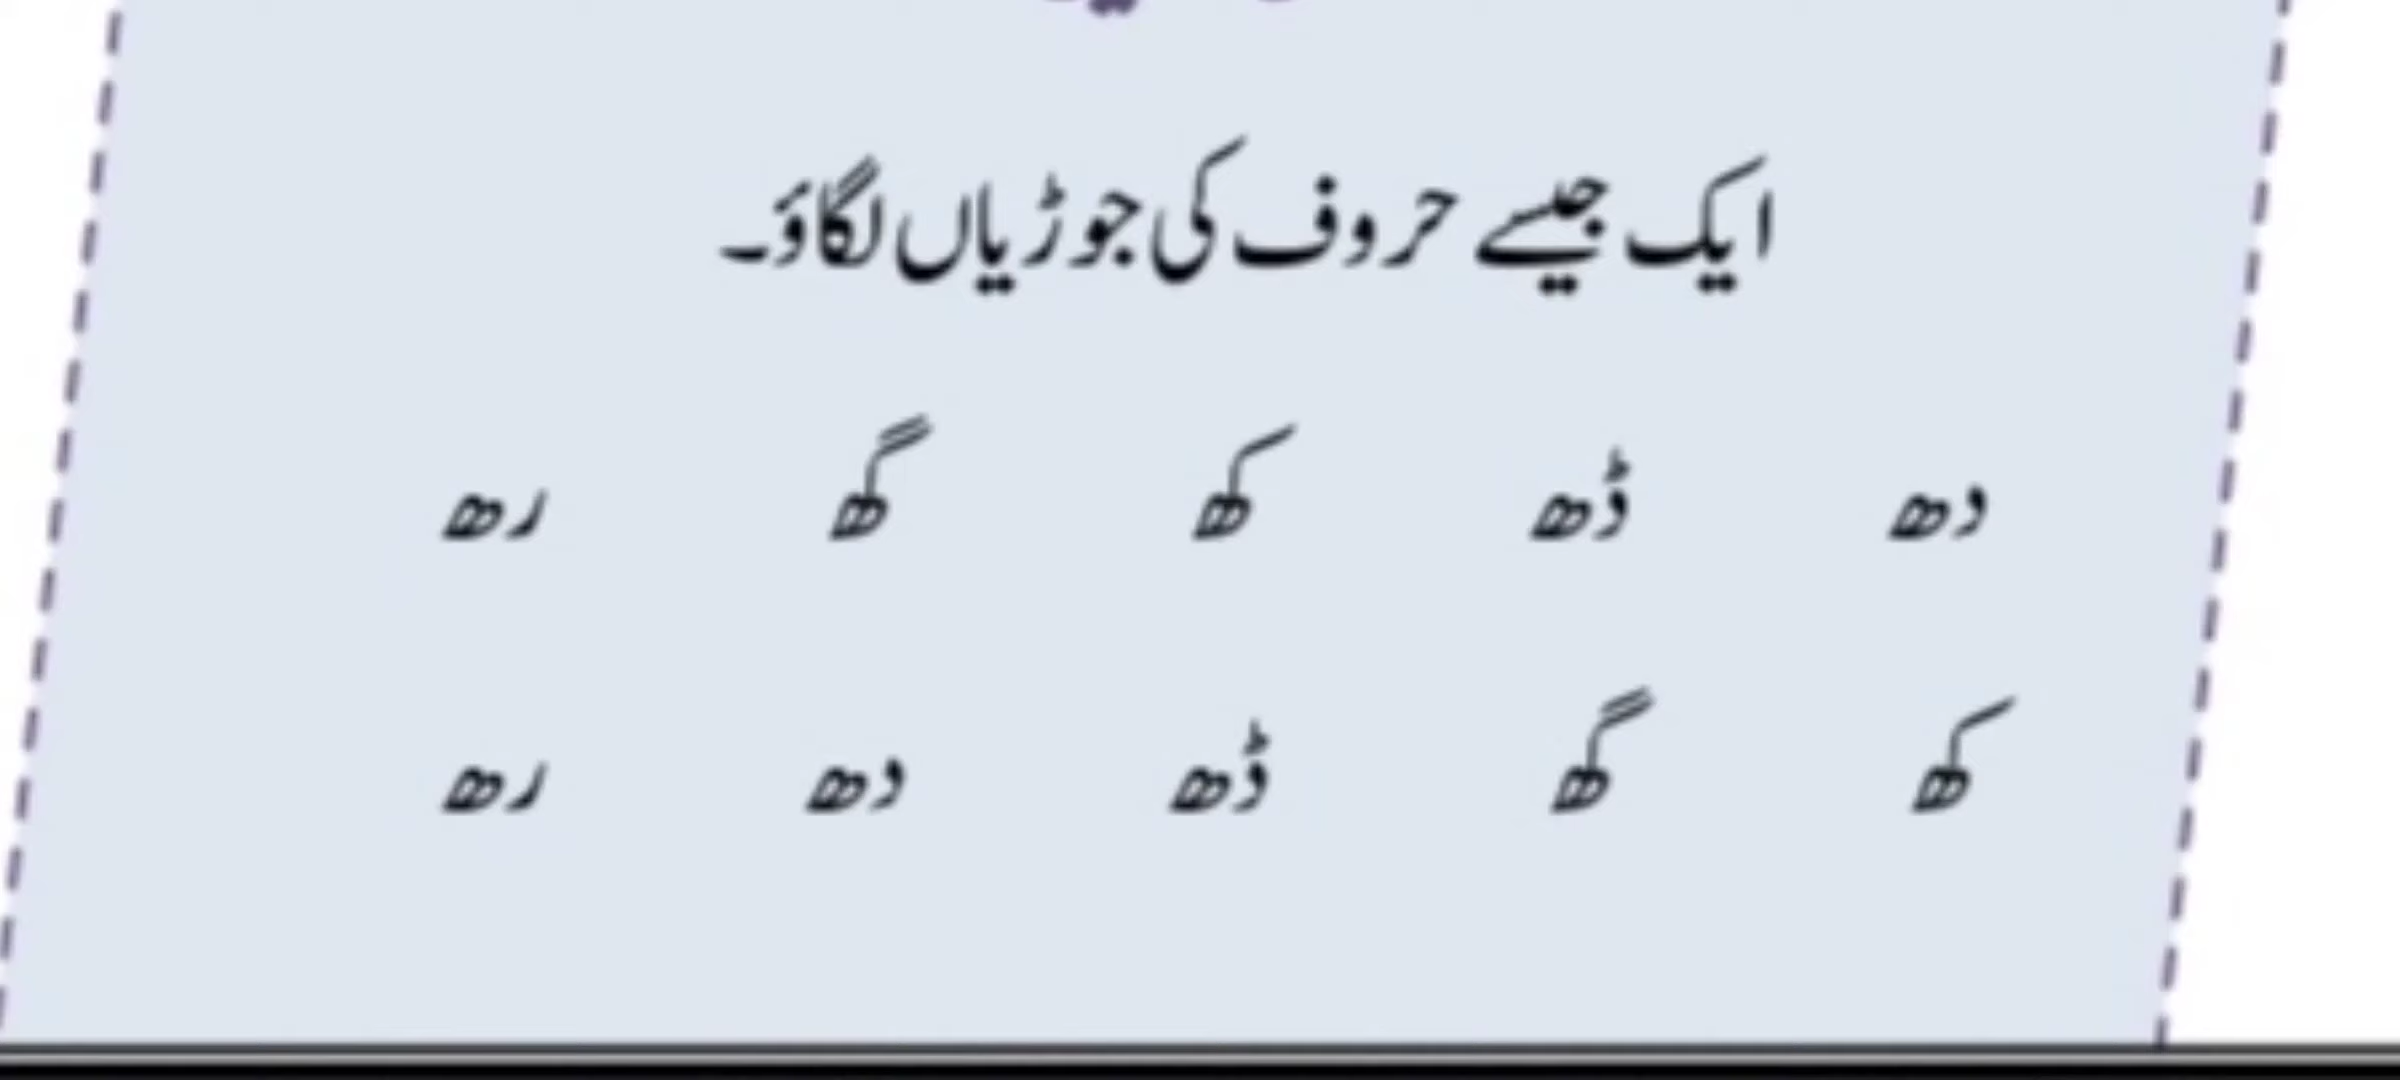 ایک جیسے حروف کی جوڑیاں لگاؤ۔
دھ ڈھ کھ گھ رھ
کھ گھ ڈھ دھ رھ